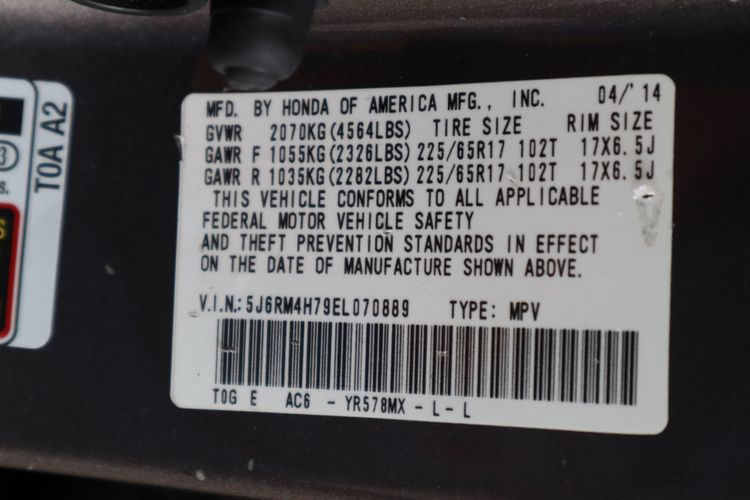 MFD. BY HONDA OF AMERICA MFG., INC. 04/'14
GVWR 2070KG(4564LBS) TIRE SIZE RIM SIZE
GAWR F 1055KG(2326LBS) 225/65R17 102T 17X6.5J
GAWR R 1035KG(2282LBS) 225/65R17 102T 17X6.5J
THIS VEHICLE CONFORMS TO ALL APPLICABLE
FEDERAL MOTOR VEHICLE SAFETY
AND THEFT PREVENTION STANDARDS IN EFFECT
ON THE DATE OF MANUFACTURE SHOWN ABOVE.
V.I.N.: 5J6RM4H79EL070889 TYPE: MPV
TOG E AC6 - YR578MX - L - L
TOA A2
3
s.
S